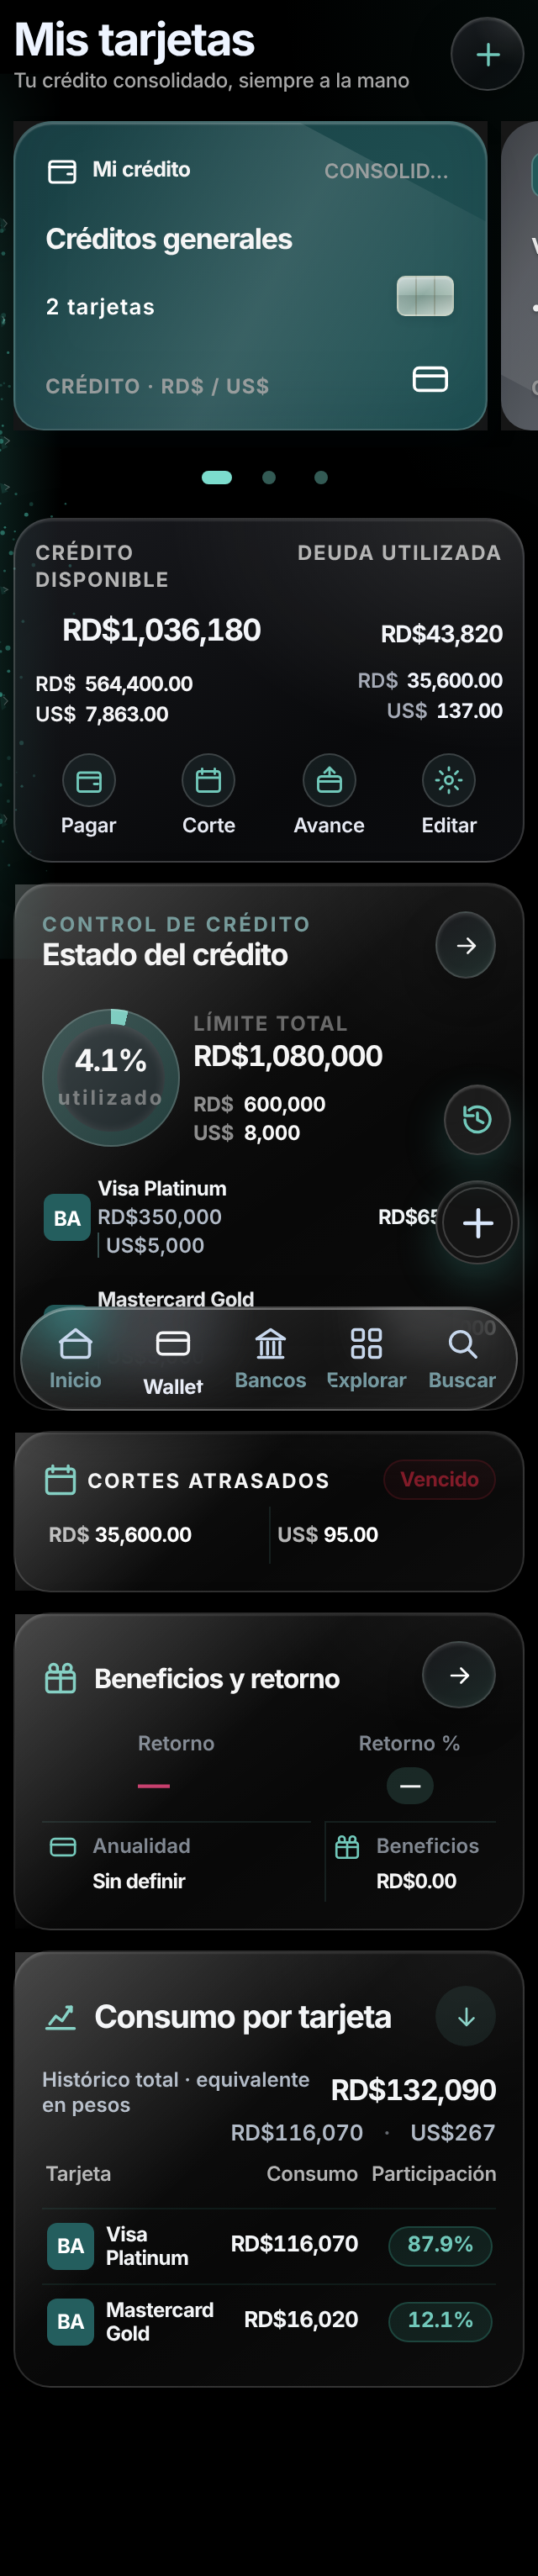 Mis tarjetas
Tu crédito consolidado, siempre a la mano
Mi crédito
CONSOLID...
Créditos generales
2 tarjetas
CRÉDITO · RD$ / US$
CRÉDITO DISPONIBLE
DEUDA UTILIZADA
RD$1,036,180
RD$43,820
RD$ 564,400.00
RD$ 35,600.00
US$ 7,863.00
US$ 137.00
Pagar
Corte
Avance
Editar
CONTROL DE CRÉDITO
Estado del crédito
4.1%
utilizado
LÍMITE TOTAL
RD$1,080,000
RD$ 600,000
US$ 8,000
BA
Visa Platinum
RD$350,000
US$5,000
Mastercard Gold
Inicio
Wallet
Bancos
Explorar
Buscar
CORTES ATRASADOS
Vencido
RD$ 35,600.00
US$ 95.00
Beneficios y retorno
Retorno
Retorno %
—
—
Anualidad
Sin definir
Beneficios
RD$0.00
Consumo por tarjeta
Histórico total · equivalente
en pesos
RD$132,090
RD$116,070 · US$267
Tarjeta
Consumo
Participación
BA
Visa
Platinum
RD$116,070
87.9%
BA
Mastercard
Gold
RD$16,020
12.1%